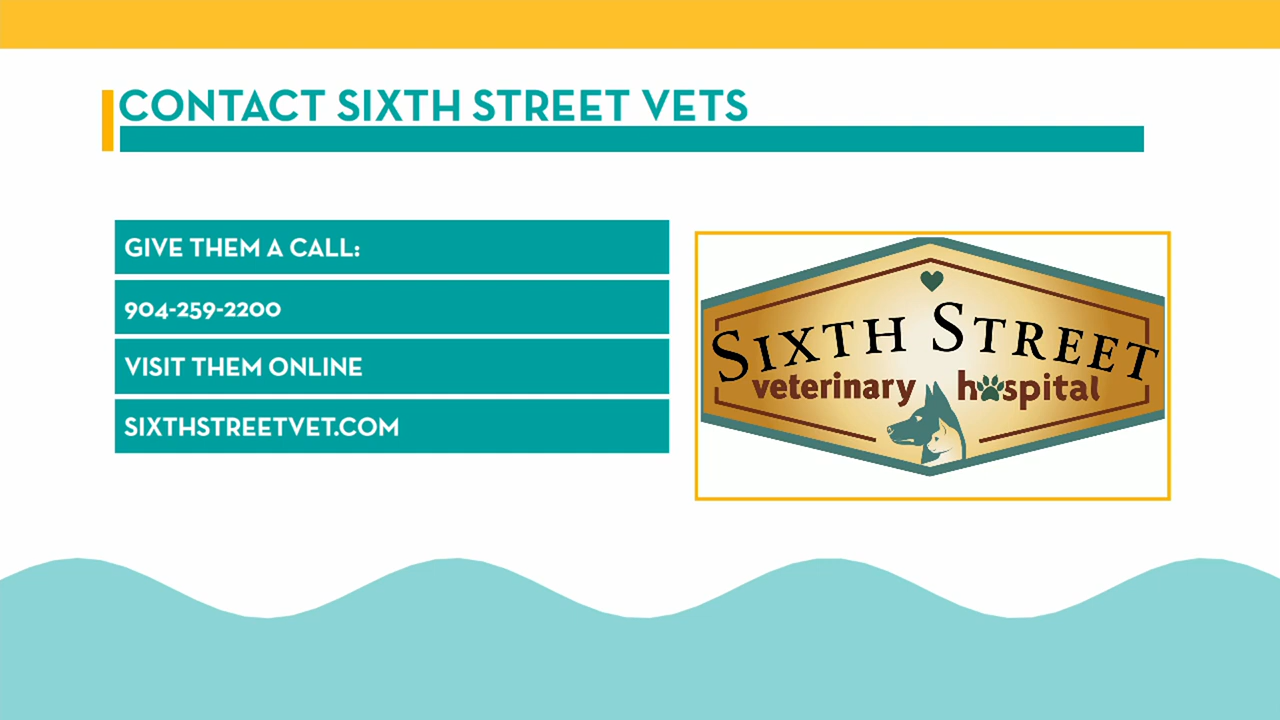 CONTACT SIXTH STREET VETS
GIVE THEM A CALL:
904-259-2200
VISIT THEM ONLINE
SIXTHSTREETVET.COM
SIXTH STREET
veterinary hospital